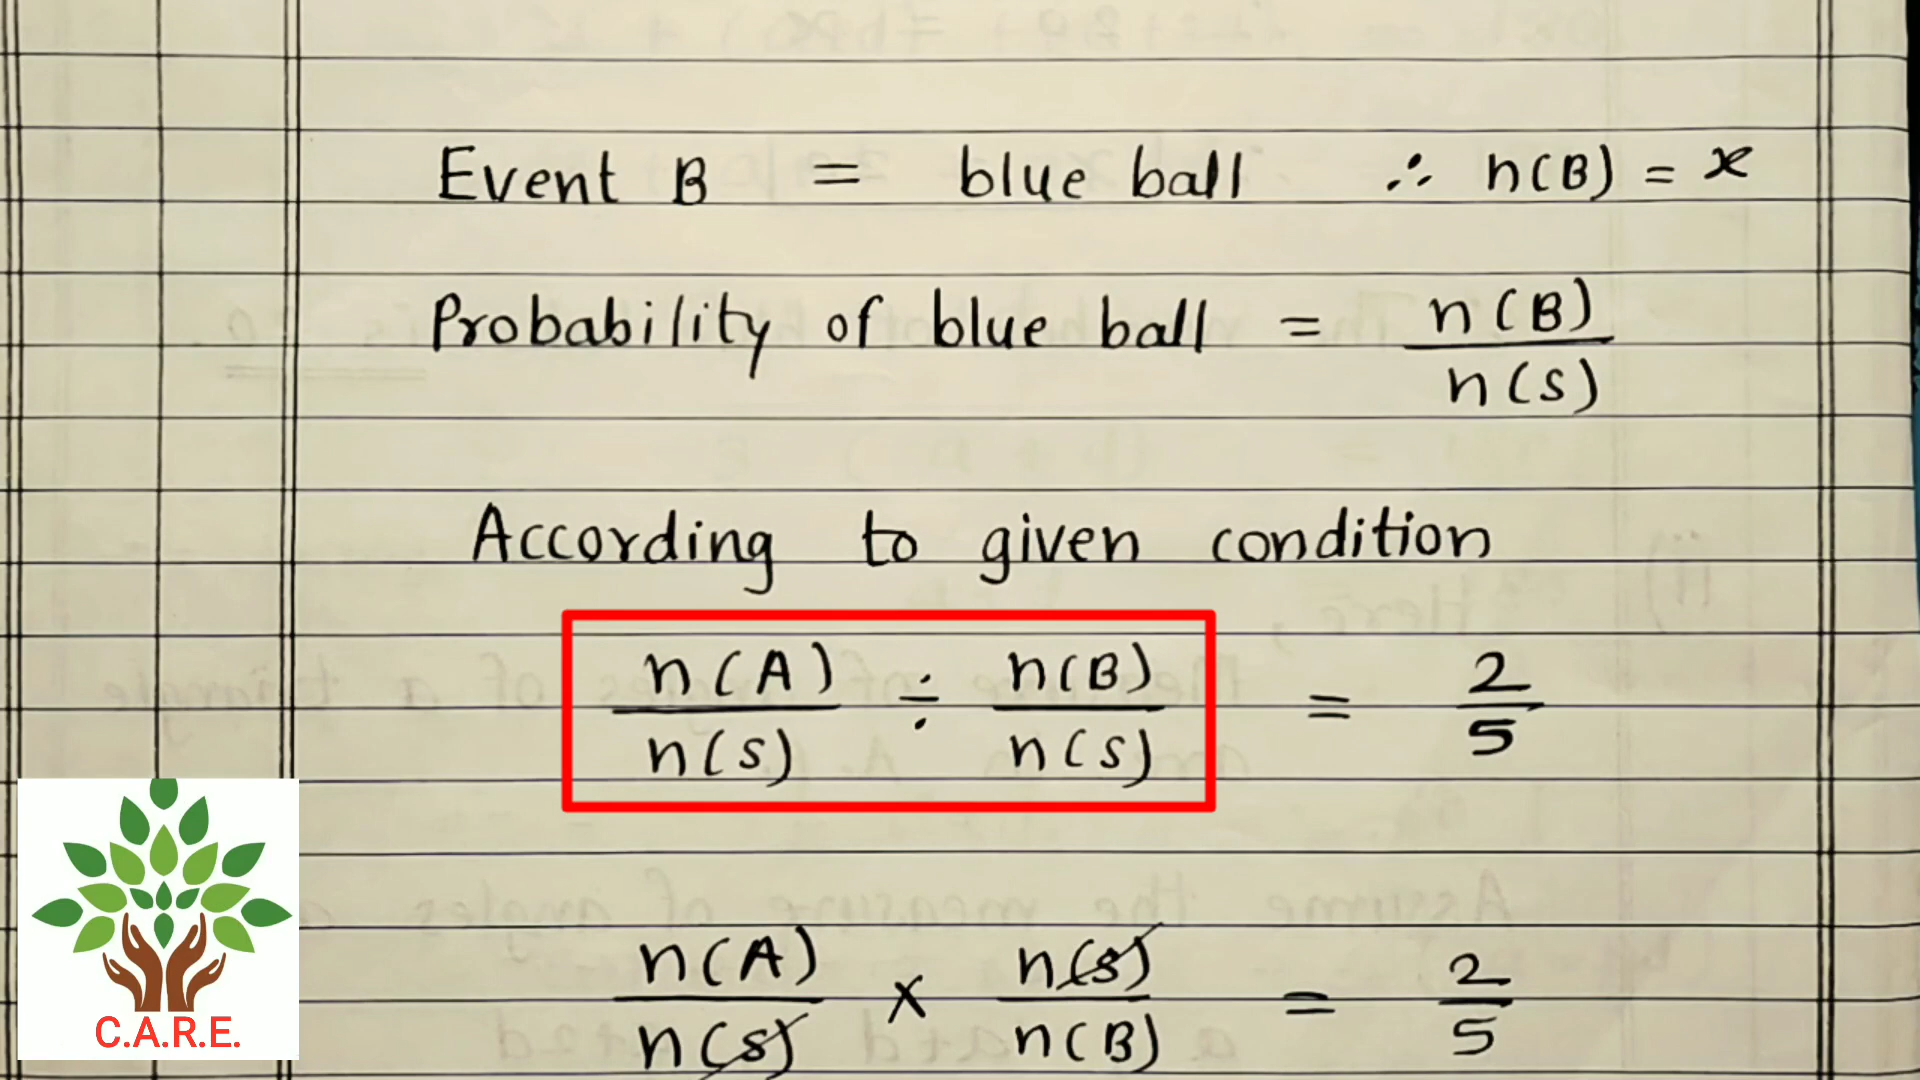 Event B = blue ball ∴ n(B) = x
Probability of blue ball = n(B)/n(S)
According to given condition
n(A)/n(S) ÷ n(B)/n(S) = 2/5
n(A)/n(S) × n(S)/n(B) = 2/5
C.A.R.E.